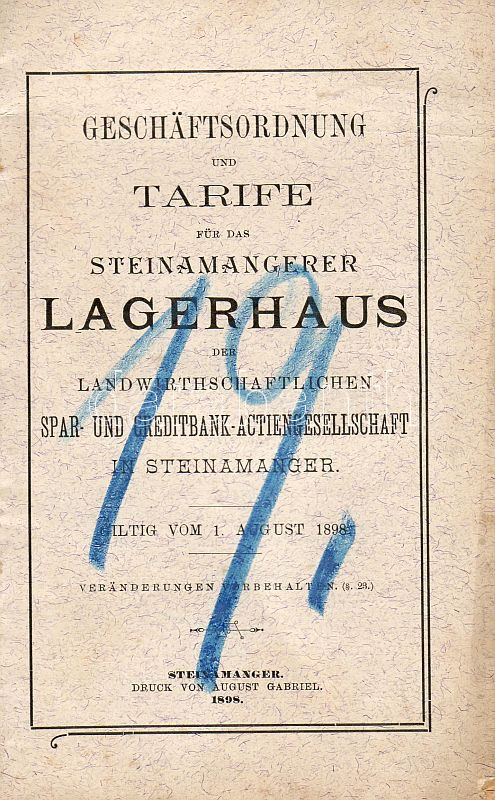 GESCHÄFTSORDNUNG
UND
TARIFE
FÜR DAS
STEINAMANGERER
LAGERHAUS
DER
LANDWIRTHSCHAFTLICHEN
SPAR- UND CREDITBANK-ACTIENGESELLSCHAFT
IN STEINAMANGER.
GILTIG VOM 1. AUGUST 1898.
VERÄNDERUNGEN VORBEHALTEN. (§. 23.)
STEINAMANGER.
DRUCK VON AUGUST GABRIEL.
1898.
19.